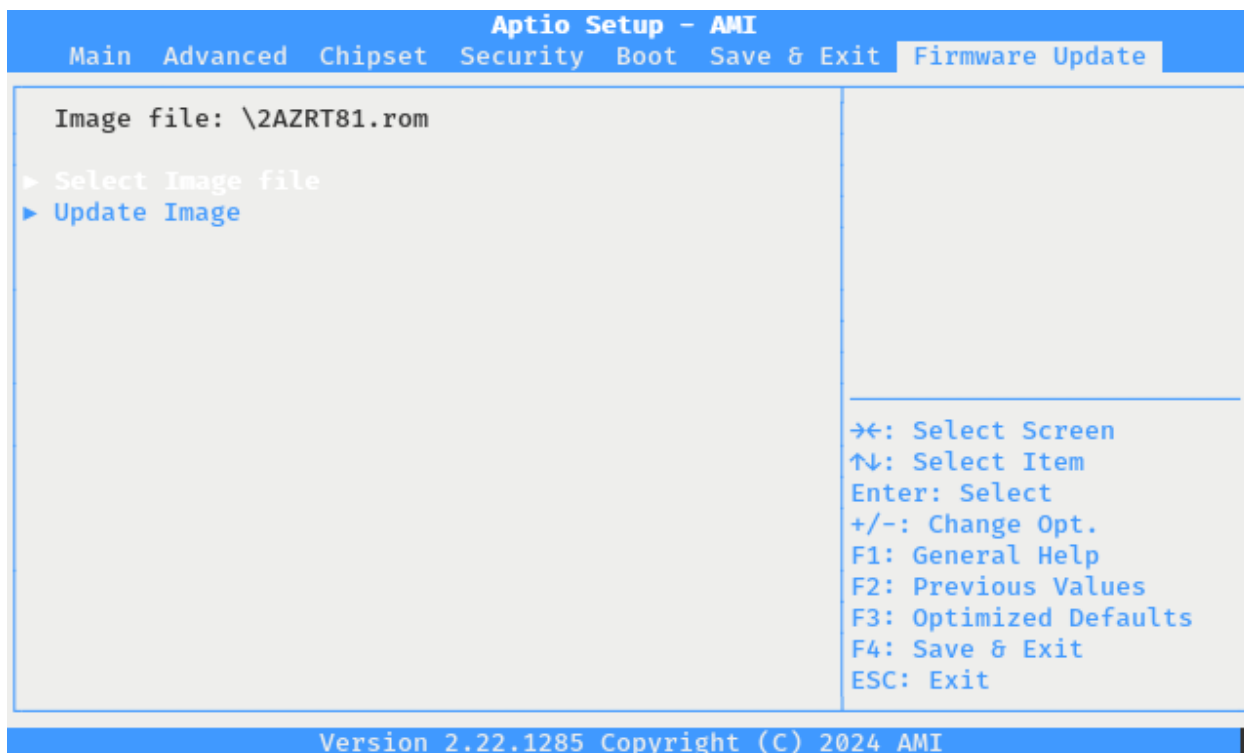 Aptio Setup – AMI
Main Advanced Chipset Security Boot Save & Exit Firmware Update
Image file: \2AZRT81.rom
► Select Image file
► Update Image
→←: Select Screen
↑↓: Select Item
Enter: Select
+/-: Change Opt.
F1: General Help
F2: Previous Values
F3: Optimized Defaults
F4: Save & Exit
ESC: Exit
Version 2.22.1285 Copyright (C) 2024 AMI